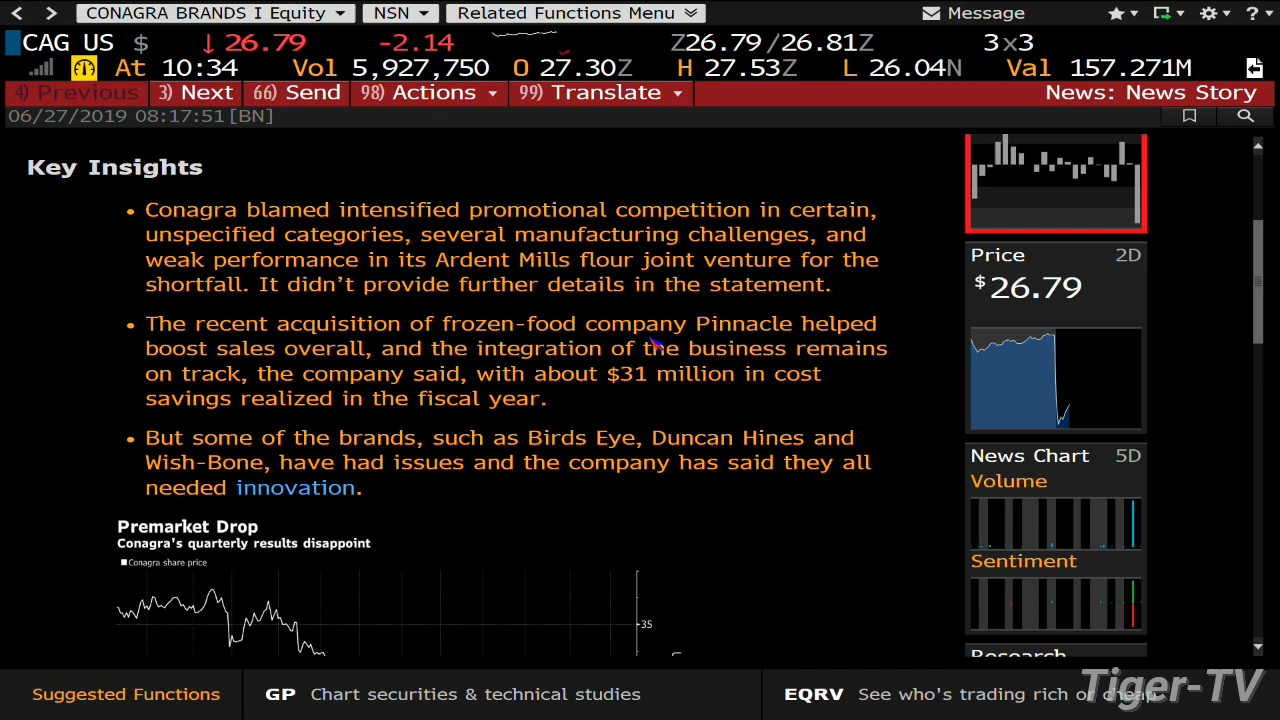 CONAGRA BRANDS I Equity NSN Related Functions Menu Message
CAG US $ ↓ 26.79 -2.14 Z26.79 /26.81Z 3x3
At 10:34 Vol 5,927,750 O 27.30Z H 27.53Z L 26.04N Val 157.271M
4) Previous 3) Next 66) Send 98) Actions 99) Translate News: News Story
06/27/2019 08:17:51 [BN]
Key Insights
• Conagra blamed intensified promotional competition in certain,
unspecified categories, several manufacturing challenges, and
weak performance in its Ardent Mills flour joint venture for the
shortfall. It didn't provide further details in the statement.
• The recent acquisition of frozen-food company Pinnacle helped
boost sales overall, and the integration of the business remains
on track, the company said, with about $31 million in cost
savings realized in the fiscal year.
• But some of the brands, such as Birds Eye, Duncan Hines and
Wish-Bone, have had issues and the company has said they all
needed innovation.
Premarket Drop
Conagra's quarterly results disappoint
Conagra share price
35
Price 2D
$26.79
News Chart 5D
Volume
Sentiment
Research
Suggested Functions GP Chart securities & technical studies EQRV See who's trading rich or cheap
Tiger-TV